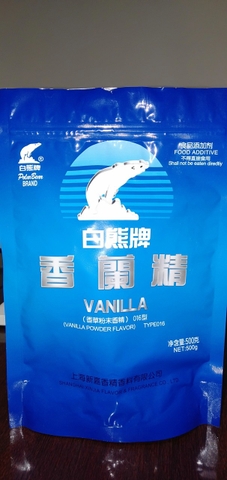 白熊牌®
Polar Bear
BRAND
食品添加剂
FOOD ADDITIVE
不得直接食用
Shall not be eaten directly
白熊牌
香蘭精
VANILLA
(香草粉末香精) 016型
(VANILLA POWDER FLAVOR) TYPE016
净含量:500克
NET:500g